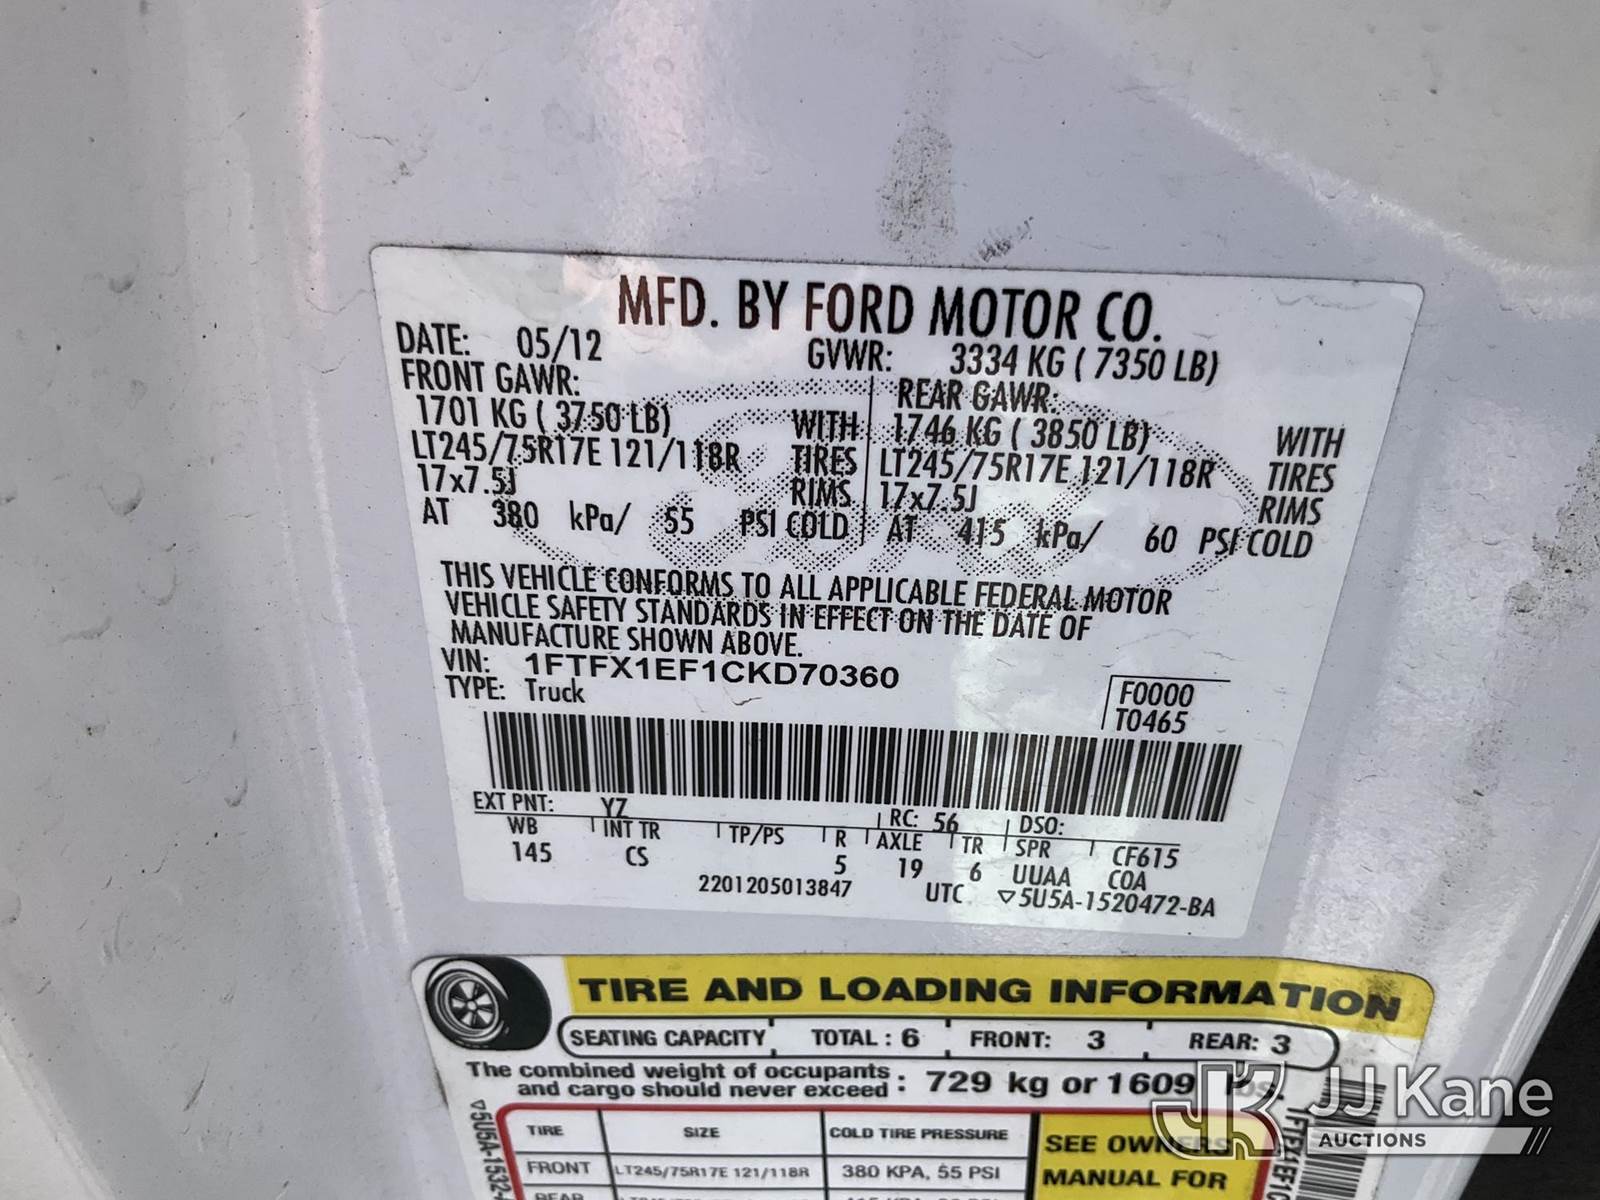 MFD. BY FORD MOTOR CO.
DATE: 05/12 GVWR: 3334 KG ( 7350 LB)
FRONT GAWR: REAR GAWR:
1701 KG ( 3750 LB) WITH 1746 KG ( 3850 LB) WITH
LT245/75R17E 121/118R TIRES LT245/75R17E 121/118R TIRES
17x7.5J RIMS 17x7.5J RIMS
AT 380 kPa/ 55 PSI COLD AT 415 kPa/ 60 PSI COLD
THIS VEHICLE CONFORMS TO ALL APPLICABLE FEDERAL MOTOR
VEHICLE SAFETY STANDARDS IN EFFECT ON THE DATE OF
MANUFACTURE SHOWN ABOVE.
VIN: 1FTFX1EF1CKD70360
TYPE: Truck
F0000
T0465
EXT PNT: YZ RC: 56 DSO:
WB INT TR TP/PS R AXLE TR SPR CF615
145 CS 5 19 6 UUAA COA
2201205013847 UTC ▽5U5A-1520472-BA
TIRE AND LOADING INFORMATION
SEATING CAPACITY TOTAL : 6 FRONT: 3 REAR: 3
The combined weight of occupants
and cargo should never exceed : 729 kg or 1609
TIRE SIZE COLD TIRE PRESSURE
FRONT LT245/75R17E 121/118R 380 KPA, 55 PSI
REAR
SEE OWNERS
MANUAL FOR
▽5U5A-1532
1FTFX1EF1C
JJ Kane
AUCTIONS